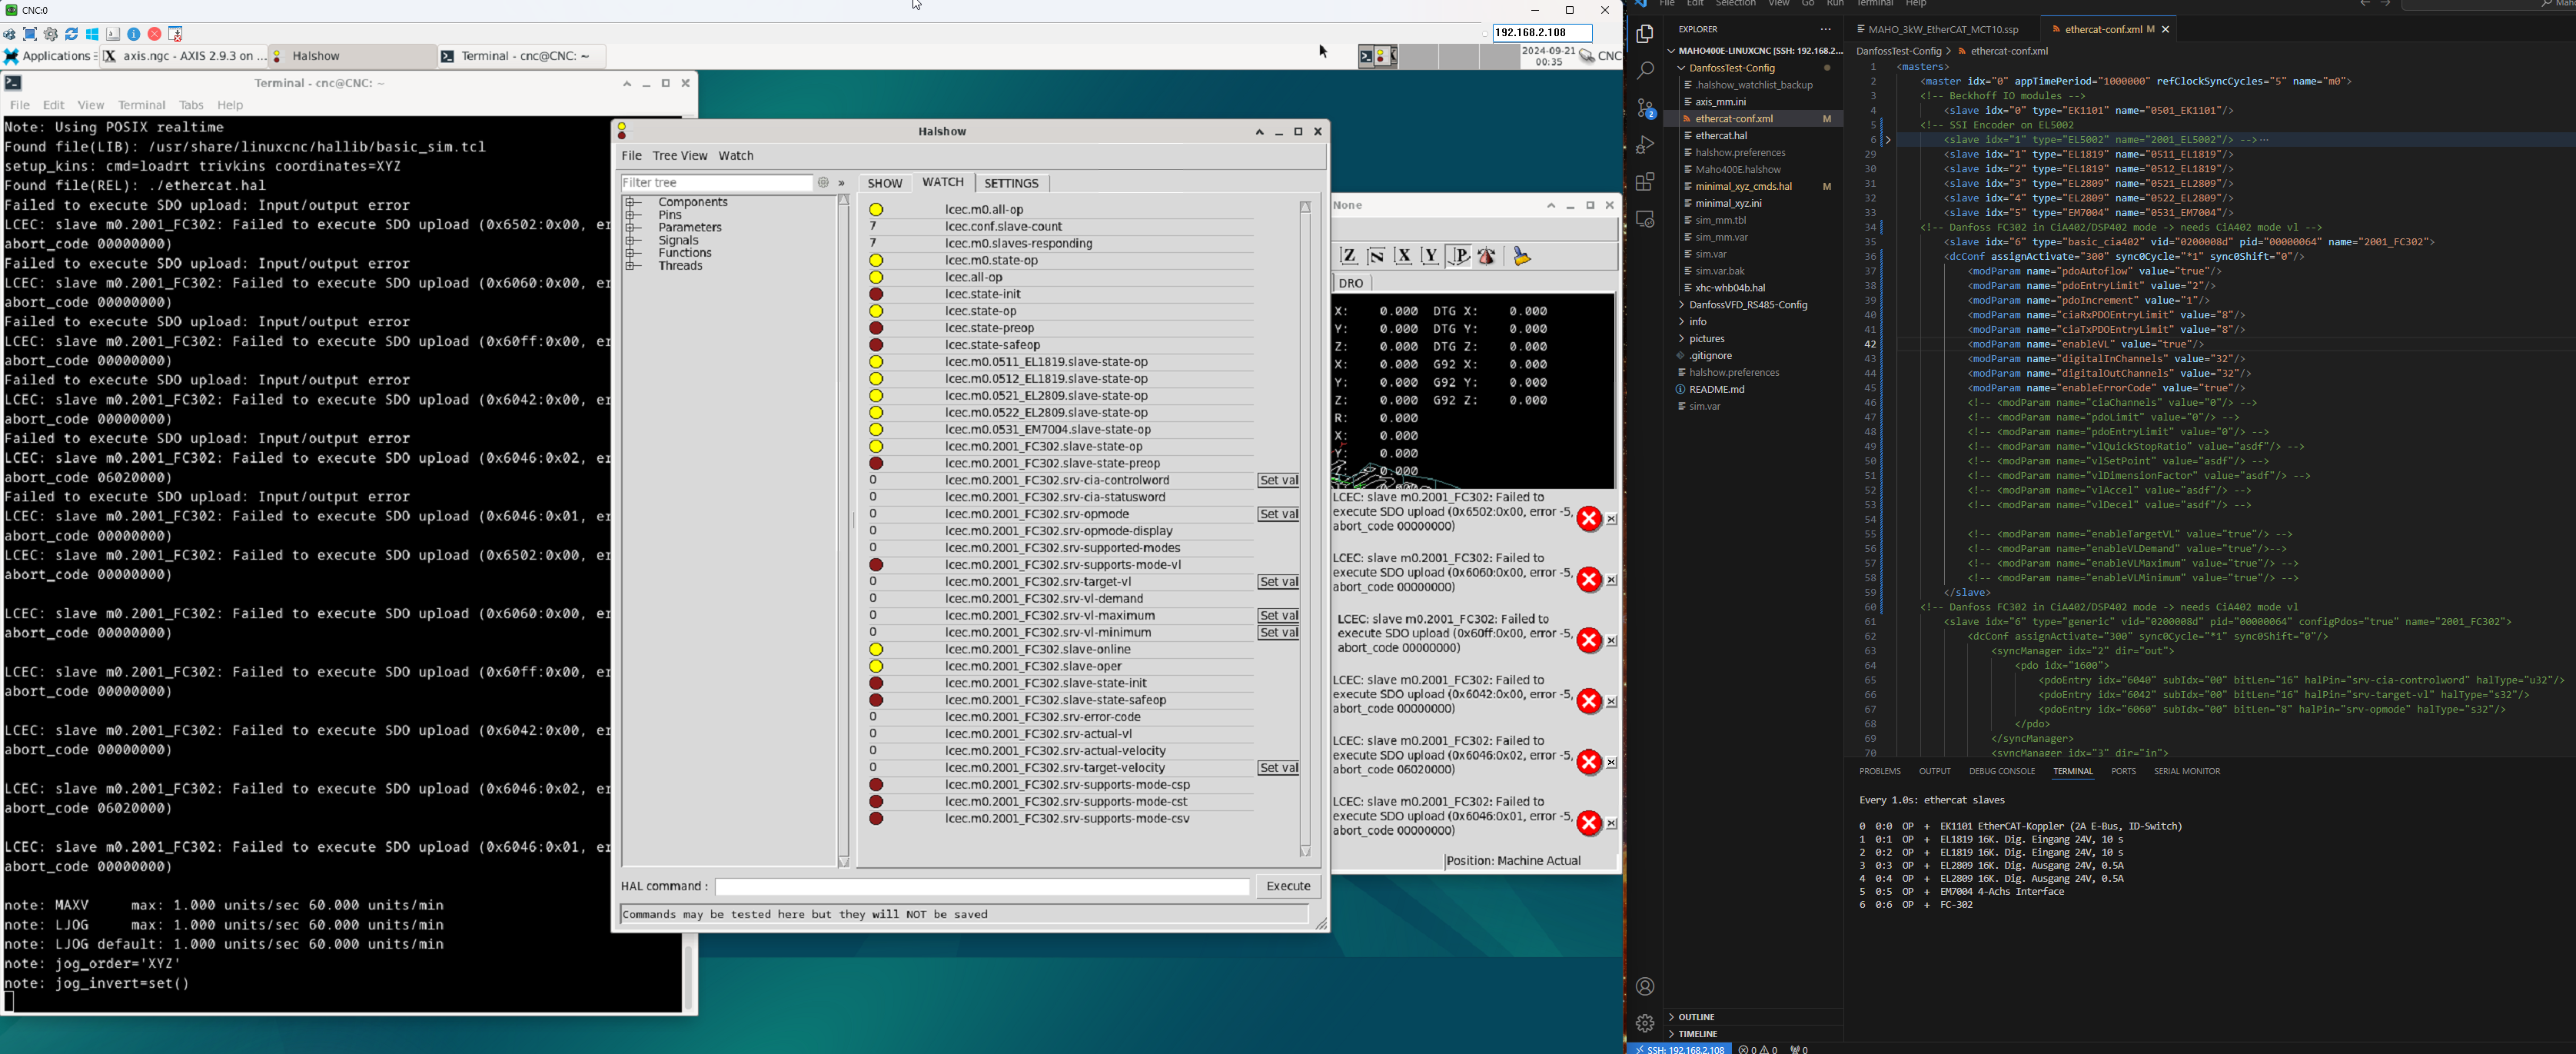 CNC:0
192.168.2.108
Applications
axis.ngc - AXIS 2.9.3 on ...
Halshow
Terminal - cnc@CNC: ~
2024-09-21
00:35
CNC
Terminal - cnc@CNC: ~
File Edit View Terminal Tabs Help
Note: Using POSIX realtime
Found file(LIB): /usr/share/linuxcnc/hallib/basic_sim.tcl
setup_kins: cmd=loadrt trivkins coordinates=XYZ
Found file(REL): ./ethercat.hal
Failed to execute SDO upload: Input/output error
LCEC: slave m0.2001_FC302: Failed to execute SDO upload (0x6502:0x00, er
abort_code 00000000)
Failed to execute SDO upload: Input/output error
LCEC: slave m0.2001_FC302: Failed to execute SDO upload (0x6060:0x00, er
abort_code 00000000)
Failed to execute SDO upload: Input/output error
LCEC: slave m0.2001_FC302: Failed to execute SDO upload (0x60ff:0x00, er
abort_code 00000000)
Failed to execute SDO upload: Input/output error
LCEC: slave m0.2001_FC302: Failed to execute SDO upload (0x6042:0x00, er
abort_code 00000000)
Failed to execute SDO upload: Input/output error
LCEC: slave m0.2001_FC302: Failed to execute SDO upload (0x6046:0x02, er
abort_code 06020000)
Failed to execute SDO upload: Input/output error
LCEC: slave m0.2001_FC302: Failed to execute SDO upload (0x6046:0x01, er
abort_code 00000000)
LCEC: slave m0.2001_FC302: Failed to execute SDO upload (0x6502:0x00, er
abort_code 00000000)
LCEC: slave m0.2001_FC302: Failed to execute SDO upload (0x6060:0x00, er
abort_code 00000000)
LCEC: slave m0.2001_FC302: Failed to execute SDO upload (0x60ff:0x00, er
abort_code 00000000)
LCEC: slave m0.2001_FC302: Failed to execute SDO upload (0x6042:0x00, er
abort_code 00000000)
LCEC: slave m0.2001_FC302: Failed to execute SDO upload (0x6046:0x02, er
abort_code 06020000)
LCEC: slave m0.2001_FC302: Failed to execute SDO upload (0x6046:0x01, er
abort_code 00000000)
note: MAXV max: 1.000 units/sec 60.000 units/min
note: LJOG max: 1.000 units/sec 60.000 units/min
note: LJOG default: 1.000 units/sec 60.000 units/min
note: jog_order='XYZ'
note: jog_invert=set()
Halshow
File Tree View Watch
Filter tree
»
SHOW WATCH SETTINGS
Components
Pins
Parameters
Signals
Functions
Threads
lcec.m0.all-op
7 lcec.conf.slave-count
7 lcec.m0.slaves-responding
lcec.m0.state-op
lcec.all-op
lcec.state-init
lcec.state-op
lcec.state-preop
lcec.state-safeop
lcec.m0.0511_EL1819.slave-state-op
lcec.m0.0512_EL1819.slave-state-op
lcec.m0.0521_EL2809.slave-state-op
lcec.m0.0522_EL2809.slave-state-op
lcec.m0.0531_EM7004.slave-state-op
lcec.m0.2001_FC302.slave-state-op
lcec.m0.2001_FC302.slave-state-preop
0 lcec.m0.2001_FC302.srv-cia-controlword Set val
0 lcec.m0.2001_FC302.srv-cia-statusword
0 lcec.m0.2001_FC302.srv-opmode Set val
0 lcec.m0.2001_FC302.srv-opmode-display
0 lcec.m0.2001_FC302.srv-supported-modes
lcec.m0.2001_FC302.srv-supports-mode-vl
0 lcec.m0.2001_FC302.srv-target-vl Set val
0 lcec.m0.2001_FC302.srv-vl-demand
0 lcec.m0.2001_FC302.srv-vl-maximum Set val
0 lcec.m0.2001_FC302.srv-vl-minimum Set val
lcec.m0.2001_FC302.slave-online
lcec.m0.2001_FC302.slave-oper
lcec.m0.2001_FC302.slave-state-init
lcec.m0.2001_FC302.slave-state-safeop
0 lcec.m0.2001_FC302.srv-error-code
0 lcec.m0.2001_FC302.srv-actual-vl
0 lcec.m0.2001_FC302.srv-actual-velocity
0 lcec.m0.2001_FC302.srv-target-velocity Set val
lcec.m0.2001_FC302.srv-supports-mode-csp
lcec.m0.2001_FC302.srv-supports-mode-cst
lcec.m0.2001_FC302.srv-supports-mode-csv
HAL command : Execute
Commands may be tested here but they will NOT be saved
None
Z N X Y P
DRO
X: 0.000 DTG X: 0.000
Y: 0.000 DTG Y: 0.000
Z: 0.000 DTG Z: 0.000
X: 0.000 G92 X: 0.000
Y: 0.000 G92 Y: 0.000
Z: 0.000 G92 Z: 0.000
R: 0.000
X: 0.000
Y: 0.000
Z: 0.000
LCEC: slave m0.2001_FC302: Failed to
execute SDO upload (0x6502:0x00, error -5,
abort_code 00000000)
LCEC: slave m0.2001_FC302: Failed to
execute SDO upload (0x6060:0x00, error -5,
abort_code 00000000)
LCEC: slave m0.2001_FC302: Failed to
execute SDO upload (0x60ff:0x00, error -5,
abort_code 00000000)
LCEC: slave m0.2001_FC302: Failed to
execute SDO upload (0x6042:0x00, error -5,
abort_code 00000000)
LCEC: slave m0.2001_FC302: Failed to
execute SDO upload (0x6046:0x02, error -5,
abort_code 06020000)
LCEC: slave m0.2001_FC302: Failed to
execute SDO upload (0x6046:0x01, error -5,
abort_code 00000000)
Position: Machine Actual
File Edit Selection View Go Run Terminal Help
EXPLORER ...
MAHO400E-LINUXCNC [SSH: 192.168.2...
DanfossTest-Config
.halshow_watchlist_backup
axis_mm.ini
ethercat-conf.xml M
ethercat.hal
halshow.preferences
Maho400E.halshow
minimal_xyz_cmds.hal M
minimal_xyz.ini
sim_mm.tbl
sim_mm.var
sim.var
sim.var.bak
xhc-whb04b.hal
DanfossVFD_RS485-Config
info
pictures
.gitignore
halshow.preferences
README.md
sim.var
OUTLINE
TIMELINE
MAHO_3kW_EtherCAT_MCT10.ssp
ethercat-conf.xml M
DanfossTest-Config > ethercat-conf.xml
1 <masters>
2 <master idx="0" appTimePeriod="1000000" refClockSyncCycles="5" name="m0">
3 <!-- Beckhoff IO modules -->
4 <slave idx="0" type="EK1101" name="0501_EK1101"/>
5 <!-- SSI Encoder on EL5002
6 <slave idx="1" type="EL5002" name="2001_EL5002"/> -->...
29 <slave idx="1" type="EL1819" name="0511_EL1819"/>
30 <slave idx="2" type="EL1819" name="0512_EL1819"/>
31 <slave idx="3" type="EL2809" name="0521_EL2809"/>
32 <slave idx="4" type="EL2809" name="0522_EL2809"/>
33 <slave idx="5" type="EM7004" name="0531_EM7004"/>
34 <!-- Danfoss FC302 in CiA402/DSP402 mode -> needs CiA402 mode vl -->
35 <slave idx="6" type="basic_cia402" vid="0200008d" pid="00000064" name="2001_FC302">
36 <dcConf assignActivate="300" sync0Cycle="*1" sync0Shift="0"/>
37 <modParam name="pdoAutoflow" value="true"/>
38 <modParam name="pdoEntryLimit" value="2"/>
39 <modParam name="pdoIncrement" value="1"/>
40 <modParam name="ciaRxPDOEntryLimit" value="8"/>
41 <modParam name="ciaTxPDOEntryLimit" value="8"/>
42 <modParam name="enableVL" value="true"/>
43 <modParam name="digitalInChannels" value="32"/>
44 <modParam name="digitalOutChannels" value="32"/>
45 <modParam name="enableErrorCode" value="true"/>
46 <!-- <modParam name="ciaChannels" value="0"/> -->
47 <!-- <modParam name="pdoLimit" value="0"/> -->
48 <!-- <modParam name="pdoEntryLimit" value="0"/> -->
49 <!-- <modParam name="vlQuickStopRatio" value="asdf"/> -->
50 <!-- <modParam name="vlSetPoint" value="asdf"/> -->
51 <!-- <modParam name="vlDimensionFactor" value="asdf"/> -->
52 <!-- <modParam name="vlAccel" value="asdf"/> -->
53 <!-- <modParam name="vlDecel" value="asdf"/> -->
54
55 <!-- <modParam name="enableTargetVL" value="true"/> -->
56 <!-- <modParam name="enableVLDemand" value="true"/>-->
57 <!-- <modParam name="enableVLMaximum" value="true"/> -->
58 <!-- <modParam name="enableVLMinimum" value="true"/> -->
59 </slave>
60 <!-- Danfoss FC302 in CiA402/DSP402 mode -> needs CiA402 mode vl
61 <slave idx="6" type="generic" vid="0200008d" pid="00000064" configPdos="true" name="2001_FC302">
62 <dcConf assignActivate="300" sync0Cycle="*1" sync0Shift="0"/>
63 <syncManager idx="2" dir="out">
64 <pdo idx="1600">
65 <pdoEntry idx="6040" subIdx="00" bitLen="16" halPin="srv-cia-controlword" halType="u32"/>
66 <pdoEntry idx="6042" subIdx="00" bitLen="16" halPin="srv-target-vl" halType="s32"/>
67 <pdoEntry idx="6060" subIdx="00" bitLen="8" halPin="srv-opmode" halType="s32"/>
68 </pdo>
69 </syncManager>
70 <syncManager idx="3" dir="in">
PROBLEMS OUTPUT DEBUG CONSOLE TERMINAL PORTS SERIAL MONITOR
Every 1.0s: ethercat slaves
0 0:0 OP + EK1101 EtherCAT-Koppler (2A E-Bus, ID-Switch)
1 0:1 OP + EL1819 16K. Dig. Eingang 24V, 10 s
2 0:2 OP + EL1819 16K. Dig. Eingang 24V, 10 s
3 0:3 OP + EL2809 16K. Dig. Ausgang 24V, 0.5A
4 0:4 OP + EL2809 16K. Dig. Ausgang 24V, 0.5A
5 0:5 OP + EM7004 4-Achs Interface
6 0:6 OP + FC-302
SSH: 192.168.2.108 0 0 0